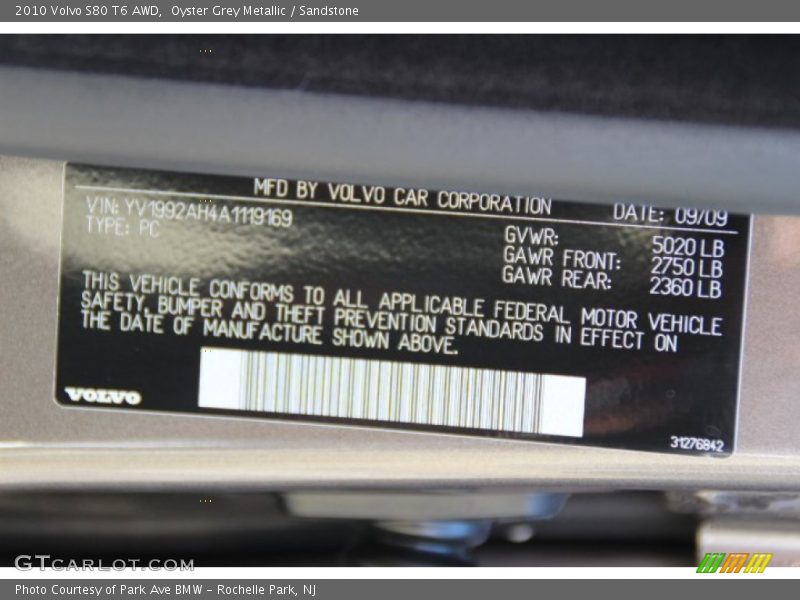 2010 Volvo S80 T6 AWD,  Oyster Grey Metallic / Sandstone
MFD BY VOLVO CAR CORPORATION
DATE: 09/09
VIN: YV1992AH4A1119169
TYPE: PC
GVWR: 5020 LB
GAWR FRONT: 2750 LB
GAWR REAR: 2360 LB
THIS VEHICLE CONFORMS TO ALL APPLICABLE FEDERAL MOTOR VEHICLE
SAFETY, BUMPER AND THEFT PREVENTION STANDARDS IN EFFECT ON
THE DATE OF MANUFACTURE SHOWN ABOVE.
VOLVO
31276842
GTCARLOT.COM
Photo Courtesy of Park Ave BMW - Rochelle Park, NJ